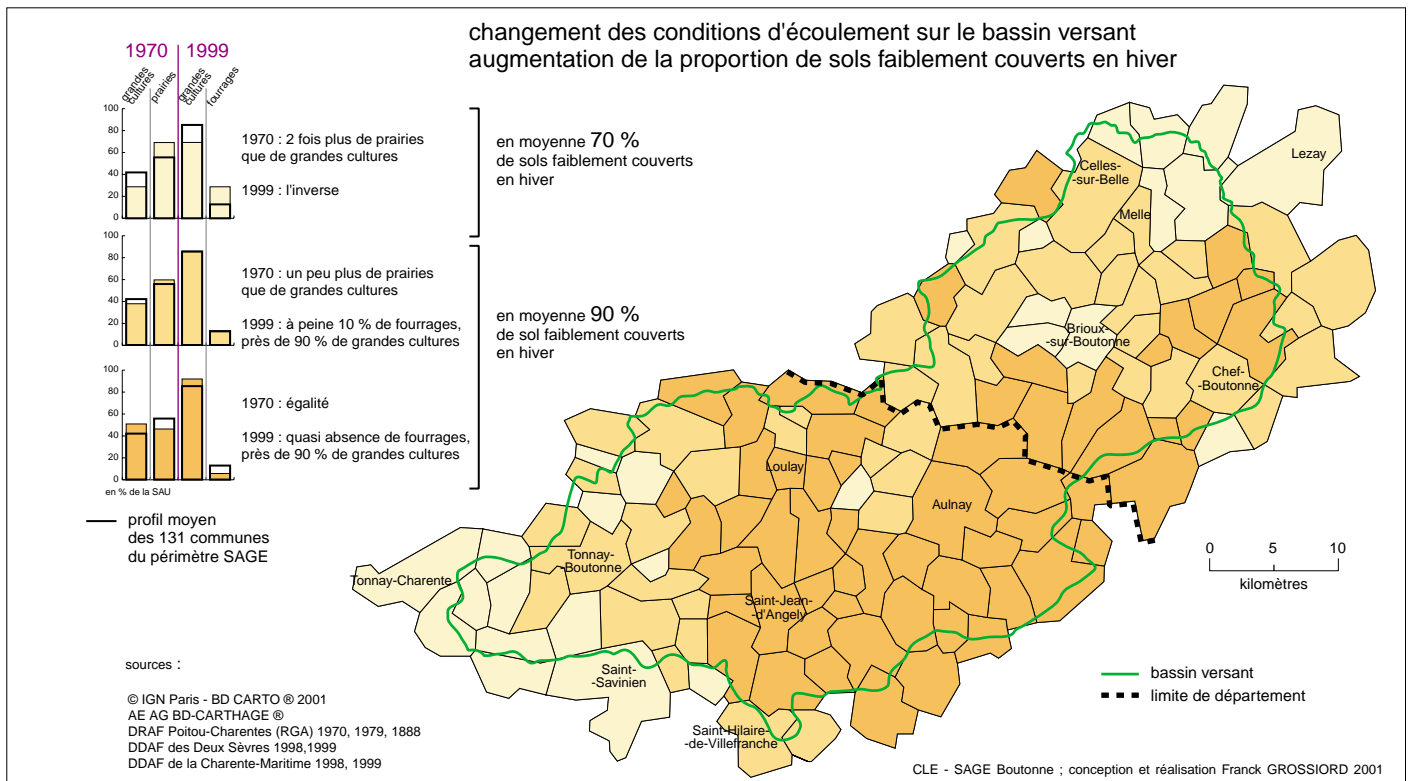 changement des conditions d'écoulement sur le bassin versant
augmentation de la proportion de sols faiblement couverts en hiver
1970
1999
grandes
cultures
prairies
grandes
cultures
fourrages
100
80
60
40
20
0
1970 : 2 fois plus de prairies
que de grandes cultures
1999 : l'inverse
en moyenne 70 %
de sols faiblement couverts
en hiver
100
80
60
40
20
0
1970 : un peu plus de prairies
que de grandes cultures
1999 : à peine 10 % de fourrages,
près de 90 % de grandes cultures
en moyenne 90 %
de sol faiblement couverts
en hiver
100
80
60
40
20
0
1970 : égalité
1999 : quasi absence de fourrages,
près de 90 % de grandes cultures
en % de la SAU
profil moyen
des 131 communes
du périmètre SAGE
Lezay
Celles-
-sur-Belle
Melle
Brioux-
-sur-Boutonne
Chef-
-Boutonne
Loulay
Aulnay
Tonnay-
-Boutonne
Tonnay-Charente
Saint-Jean-
-d'Angely
Saint-
-Savinien
Saint-Hilaire-
-de-Villefranche
0 5 10
kilomètres
bassin versant
limite de département
sources :
© IGN Paris - BD CARTO ® 2001
AE AG BD-CARTHAGE ®
DRAF Poitou-Charentes (RGA) 1970, 1979, 1888
DDAF des Deux Sèvres 1998,1999
DDAF de la Charente-Maritime 1998, 1999
CLE - SAGE Boutonne ; conception et réalisation Franck GROSSIORD 2001